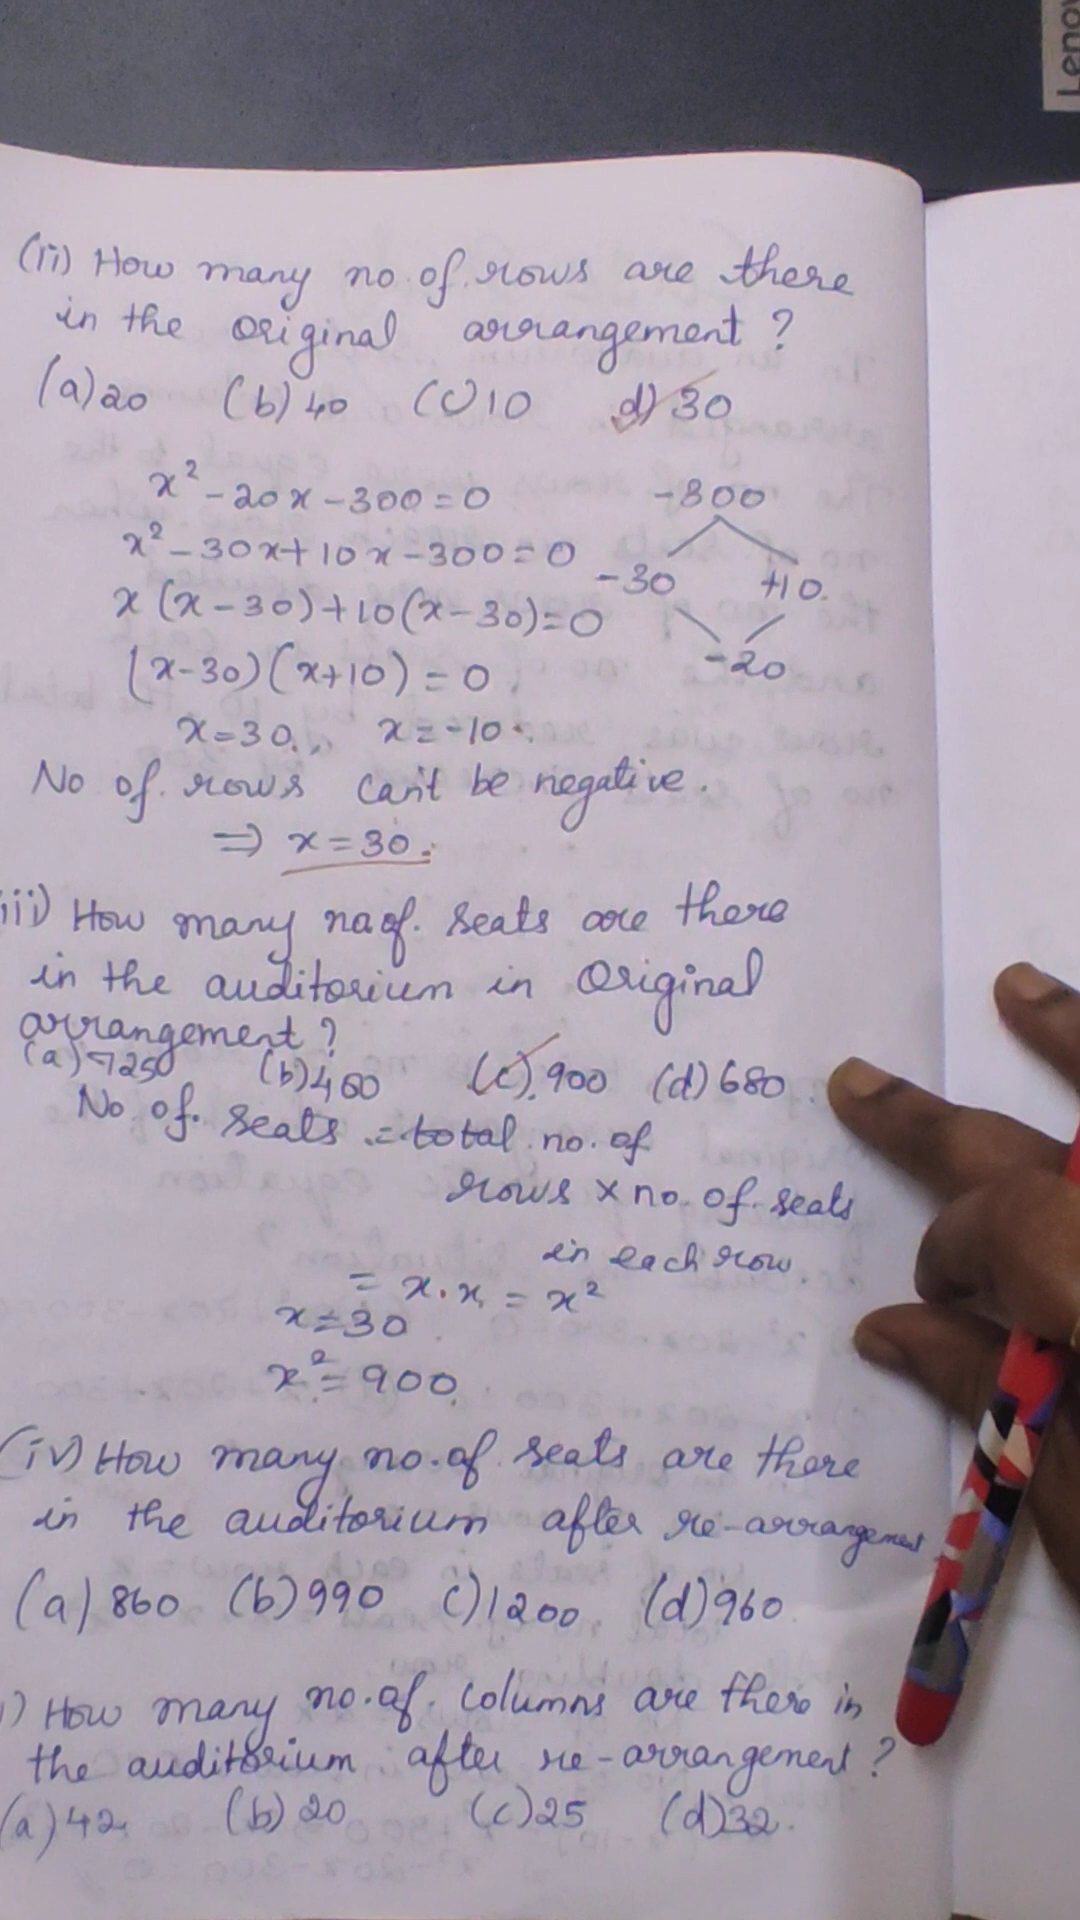 Lenov
(ii) How many no. of. rows are there
in the original arrangement?
(a) 20 (b) 40 (c) 10 d) 30
x² - 20x - 300 = 0
-300
x² - 30x + 10x - 300 = 0
-30 +10.
x (x - 30) + 10 (x - 30) = 0
-20
(x-30) (x+10) = 0
x = 30. x = -10.
No of. rows can't be negative.
⇒ x = 30.
iii) How many no of. seats are there
in the auditorium in Original
arrangement?
(a) 725 (b) 400 (c) 900 (d) 680
No. of. seats = total no. of
rows × no. of. seats
in each row
= x.x = x²
x = 30
x² = 900
(iv) How many no. of seats are there
in the auditorium after re-arrangement
(a) 860 (b) 990 c) 1200 (d) 960
) How many no. of. columns are there in
the auditorium after re-arrangement?
(a) 42 (b) 20 (c) 25 (d) 32.